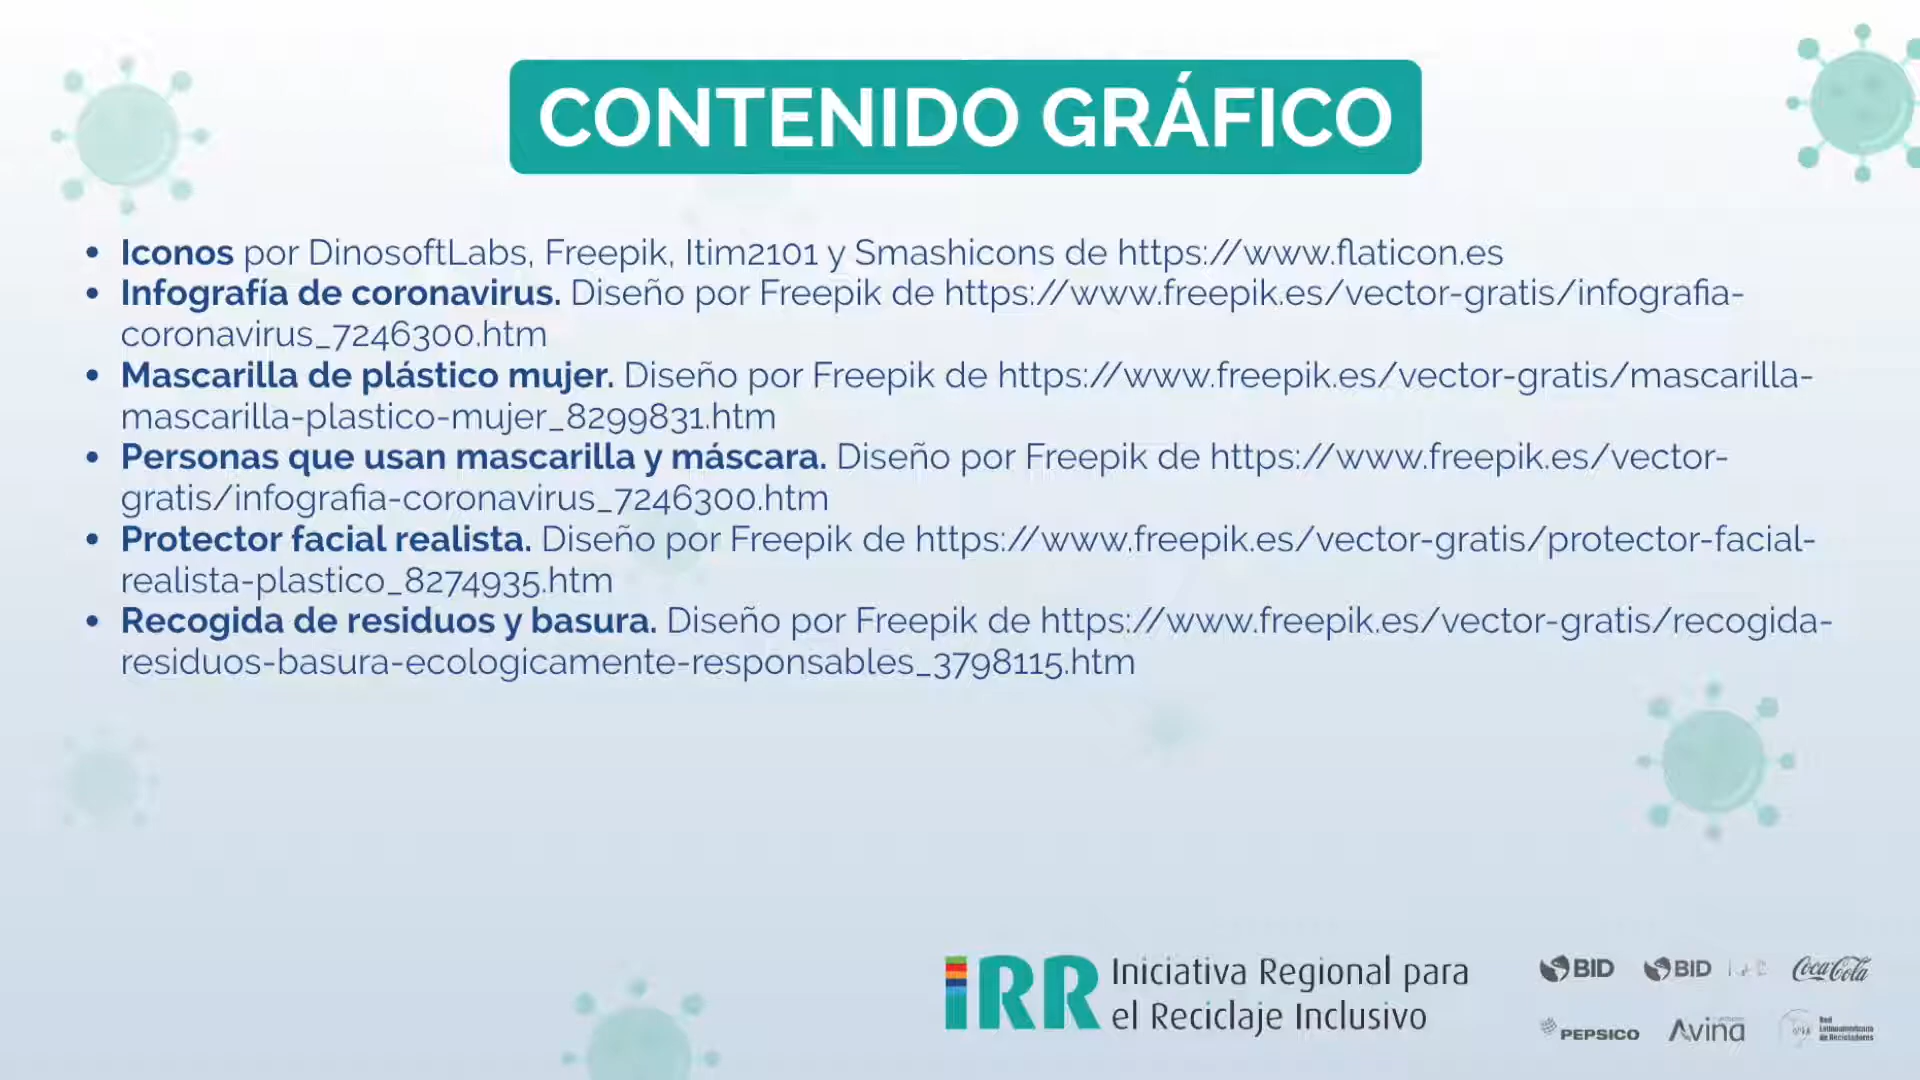 CONTENIDO GRÁFICO
• Iconos por DinosoftLabs, Freepik, Itim2101 y Smashicons de https://www.flaticon.es
• Infografía de coronavirus. Diseño por Freepik de https://www.freepik.es/vector-gratis/infografia-
coronavirus_7246300.htm
• Mascarilla de plástico mujer. Diseño por Freepik de https://www.freepik.es/vector-gratis/mascarilla-
mascarilla-plastico-mujer_8299831.htm
• Personas que usan mascarilla y máscara. Diseño por Freepik de https://www.freepik.es/vector-
gratis/infografia-coronavirus_7246300.htm
• Protector facial realista. Diseño por Freepik de https://www.freepik.es/vector-gratis/protector-facial-
realista-plastico_8274935.htm
• Recogida de residuos y basura. Diseño por Freepik de https://www.freepik.es/vector-gratis/recogida-
residuos-basura-ecologicamente-responsables_3798115.htm
iRR Iniciativa Regional para
el Reciclaje Inclusivo
BID BID Coca-Cola
PEPSICO Avina
Red
Latinoamericana
de Recicladores